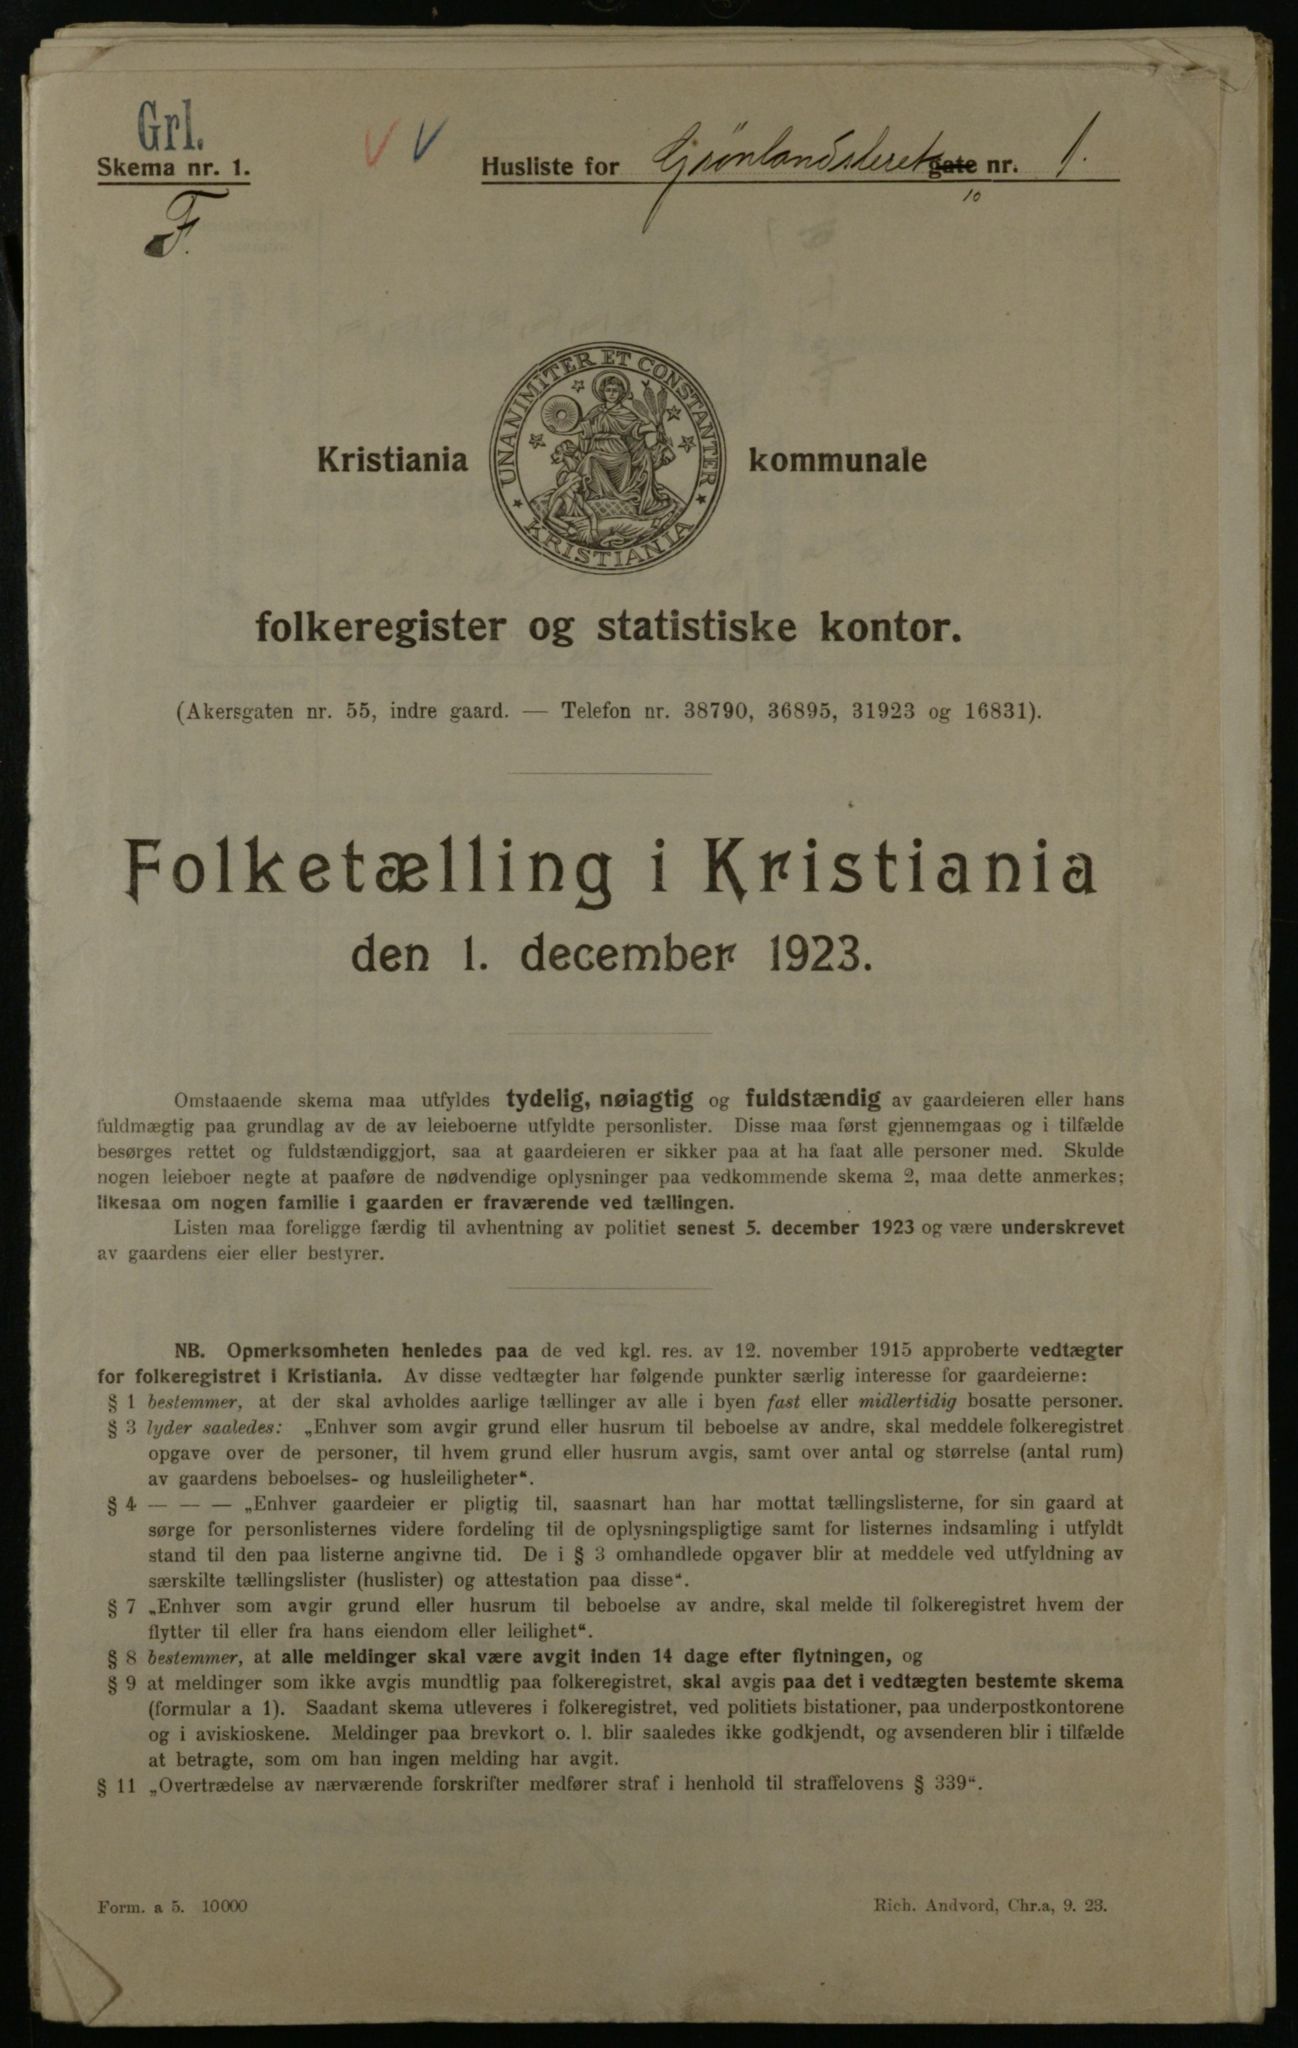 Grl.
Skema nr. 1.
F.
V V
Husliste for Grönlandsleret gate nr. 1.
10
Kristiania kommunale
UNANIMITER ET CONSTANTER
KRISTIANIA
folkeregister og statistiske kontor.
(Akersgaten nr. 55, indre gaard. — Telefon nr. 38790, 36895, 31923 og 16831).
Folketælling i Kristiania
den 1. december 1923.
Omstaaende skema maa utfyldes tydelig, nøiagtig og fuldstændig av gaardeieren eller hans
fuldmægtig paa grundlag av de av leieboerne utfyldte personlister. Disse maa først gjennemgaas og i tilfælde
besørges rettet og fuldstændiggjort, saa at gaardeieren er sikker paa at ha faat alle personer med. Skulde
nogen leieboer negte at paaføre de nødvendige oplysninger paa vedkommende skema 2, maa dette anmerkes;
likesaa om nogen familie i gaarden er fraværende ved tællingen.
Listen maa foreligge færdig til avhentning av politiet senest 5. december 1923 og være underskrevet
av gaardens eier eller bestyrer.
NB. Opmerksomheten henledes paa de ved kgl. res. av 12. november 1915 approberte vedtægter
for folkeregistret i Kristiania. Av disse vedtægter har følgende punkter særlig interesse for gaardeierne:
§ 1 bestemmer, at der skal avholdes aarlige tællinger av alle i byen fast eller midlertidig bosatte personer.
§ 3 lyder saaledes: „Enhver som avgir grund eller husrum til beboelse av andre, skal meddele folkeregistret
opgave over de personer, til hvem grund eller husrum avgis, samt over antal og størrelse (antal rum)
av gaardens beboelses- og husleiligheter“.
§ 4 — — — „Enhver gaardeier er pligtig til, saasnart han har mottat tællingslisterne, for sin gaard at
sørge for personlisternes videre fordeling til de oplysningspligtige samt for listernes indsamling i utfyldt
stand til den paa listerne angivne tid. De i § 3 omhandlede opgaver blir at meddele ved utfyldning av
særskilte tællingslister (huslister) og attestation paa disse“.
§ 7 „Enhver som avgir grund eller husrum til beboelse av andre, skal melde til folkeregistret hvem der
flytter til eller fra hans eiendom eller leilighet“.
§ 8 bestemmer, at alle meldinger skal være avgit inden 14 dage efter flytningen, og
§ 9 at meldinger som ikke avgis mundtlig paa folkeregistret, skal avgis paa det i vedtægten bestemte skema
(formular a 1). Saadant skema utleveres i folkeregistret, ved politiets bistationer, paa underpostkontorene
og i aviskioskene. Meldinger paa brevkort o. l. blir saaledes ikke godkjendt, og avsenderen blir i tilfælde
at betragte, som om han ingen melding har avgit.
§ 11 „Overtrædelse av nærværende forskrifter medfører straf i henhold til straffelovens § 339“.
Form. a 5. 10000
Rich. Andvord, Chr.a, 9. 23.